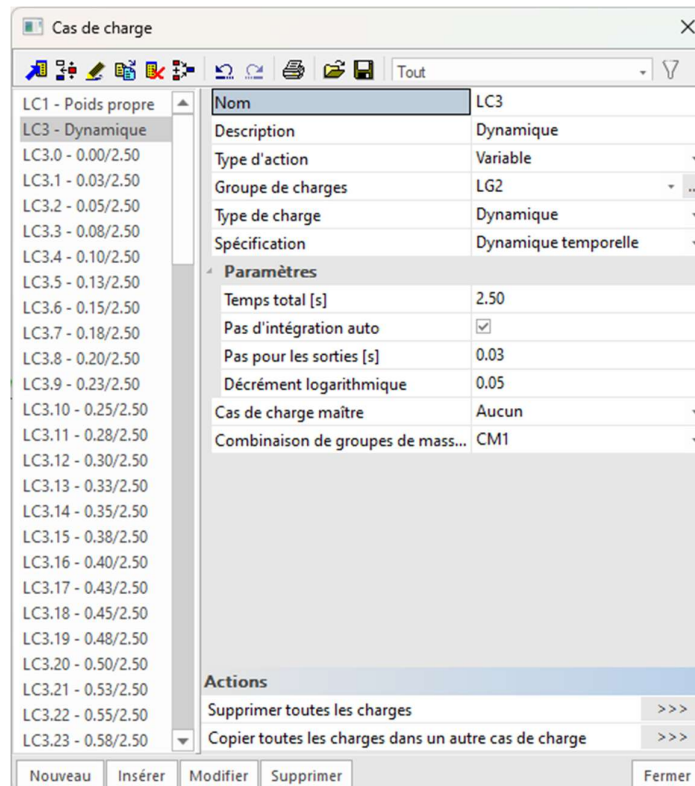 Cas de charge
Tout
LC1 - Poids propre
LC3 - Dynamique
LC3.0 - 0.00/2.50
LC3.1 - 0.03/2.50
LC3.2 - 0.05/2.50
LC3.3 - 0.08/2.50
LC3.4 - 0.10/2.50
LC3.5 - 0.13/2.50
LC3.6 - 0.15/2.50
LC3.7 - 0.18/2.50
LC3.8 - 0.20/2.50
LC3.9 - 0.23/2.50
LC3.10 - 0.25/2.50
LC3.11 - 0.28/2.50
LC3.12 - 0.30/2.50
LC3.13 - 0.33/2.50
LC3.14 - 0.35/2.50
LC3.15 - 0.38/2.50
LC3.16 - 0.40/2.50
LC3.17 - 0.43/2.50
LC3.18 - 0.45/2.50
LC3.19 - 0.48/2.50
LC3.20 - 0.50/2.50
LC3.21 - 0.53/2.50
LC3.22 - 0.55/2.50
LC3.23 - 0.58/2.50
Nom LC3
Description Dynamique
Type d'action Variable
Groupe de charges LG2 ...
Type de charge Dynamique
Spécification Dynamique temporelle
Paramètres
Temps total [s] 2.50
Pas d'intégration auto
Pas pour les sorties [s] 0.03
Décrément logarithmique 0.05
Cas de charge maître Aucun
Combinaison de groupes de mass... CM1
Actions
Supprimer toutes les charges >>>
Copier toutes les charges dans un autre cas de charge >>>
Nouveau Insérer Modifier Supprimer Fermer